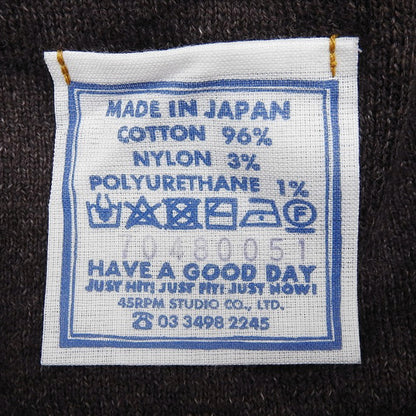 MADE IN JAPAN
COTTON 96%
NYLON 3%
POLYURETHANE 1%
70480051
HAVE A GOOD DAY
JUST HIT! JUST FIT! JUST NOW!
45RPM STUDIO CO., LTD.
☎ 03 3498 2245